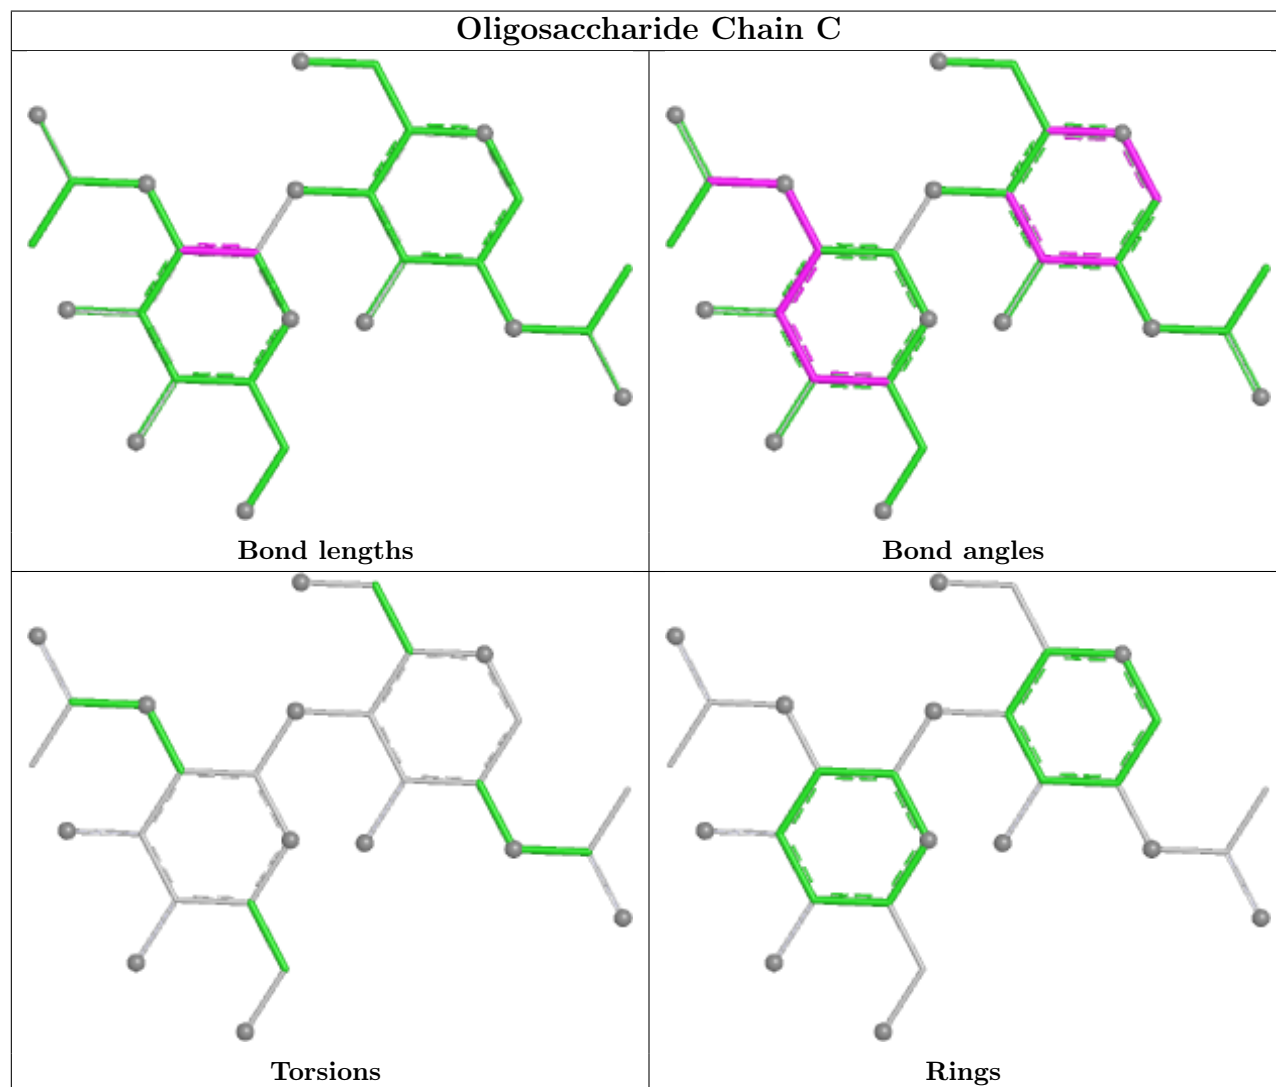 Oligosaccharide Chain C
Bond lengths
Bond angles
Torsions
Rings